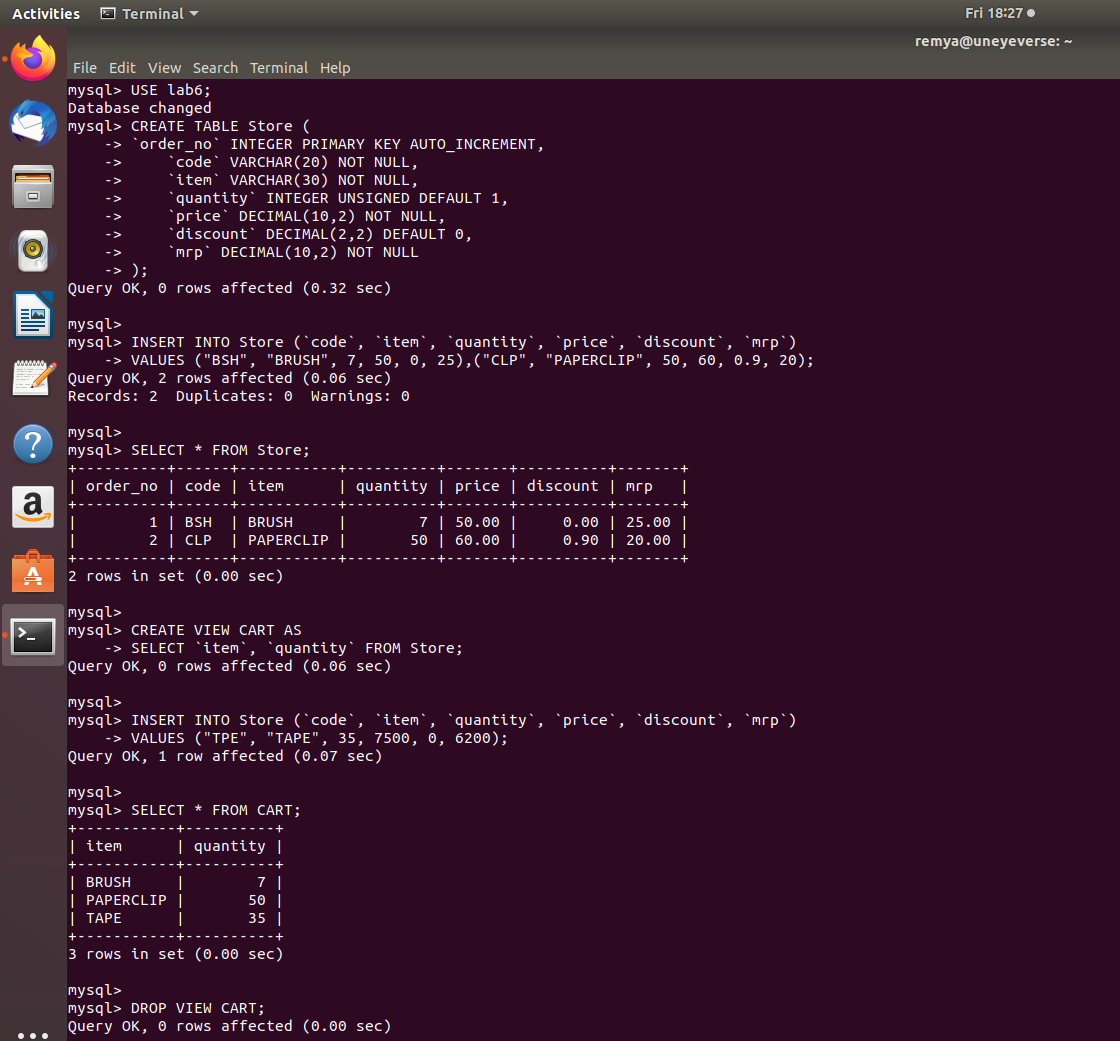 Activities Terminal Fri 18:27
remya@uneyeverse: ~
File Edit View Search Terminal Help
mysql> USE lab6;
Database changed
mysql> CREATE TABLE Store (
    -> `order_no` INTEGER PRIMARY KEY AUTO_INCREMENT,
    ->     `code` VARCHAR(20) NOT NULL,
    ->     `item` VARCHAR(30) NOT NULL,
    ->     `quantity` INTEGER UNSIGNED DEFAULT 1,
    ->     `price` DECIMAL(10,2) NOT NULL,
    ->     `discount` DECIMAL(2,2) DEFAULT 0,
    ->     `mrp` DECIMAL(10,2) NOT NULL
    -> );
Query OK, 0 rows affected (0.32 sec)

mysql>
mysql> INSERT INTO Store (`code`, `item`, `quantity`, `price`, `discount`, `mrp`)
    -> VALUES ("BSH", "BRUSH", 7, 50, 0, 25),("CLP", "PAPERCLIP", 50, 60, 0.9, 20);
Query OK, 2 rows affected (0.06 sec)
Records: 2  Duplicates: 0  Warnings: 0

mysql>
mysql> SELECT * FROM Store;
+----------+------+-----------+----------+-------+----------+-------+
| order_no | code | item      | quantity | price | discount | mrp   |
+----------+------+-----------+----------+-------+----------+-------+
|        1 | BSH  | BRUSH     |        7 | 50.00 |     0.00 | 25.00 |
|        2 | CLP  | PAPERCLIP |       50 | 60.00 |     0.90 | 20.00 |
+----------+------+-----------+----------+-------+----------+-------+
2 rows in set (0.00 sec)

mysql>
mysql> CREATE VIEW CART AS
    -> SELECT `item`, `quantity` FROM Store;
Query OK, 0 rows affected (0.06 sec)

mysql>
mysql> INSERT INTO Store (`code`, `item`, `quantity`, `price`, `discount`, `mrp`)
    -> VALUES ("TPE", "TAPE", 35, 7500, 0, 6200);
Query OK, 1 row affected (0.07 sec)

mysql>
mysql> SELECT * FROM CART;
+-----------+----------+
| item      | quantity |
+-----------+----------+
| BRUSH     |        7 |
| PAPERCLIP |       50 |
| TAPE      |       35 |
+-----------+----------+
3 rows in set (0.00 sec)

mysql>
mysql> DROP VIEW CART;
Query OK, 0 rows affected (0.00 sec)